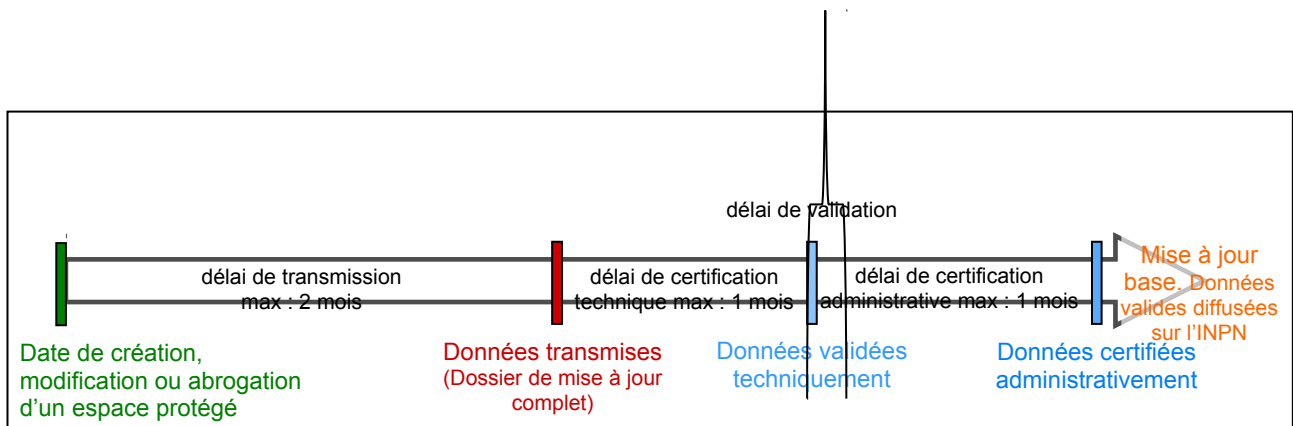 délai de validation
délai de transmission
max : 2 mois
délai de certification
technique max : 1 mois
délai de certification
administrative max : 1 mois
Mise à jour
base. Données
valides diffusées
sur l’INPN
Date de création,
modification ou abrogation
d’un espace protégé
Données transmises
(Dossier de mise à jour
complet)
Données validées
techniquement
Données certifiées
administrativement